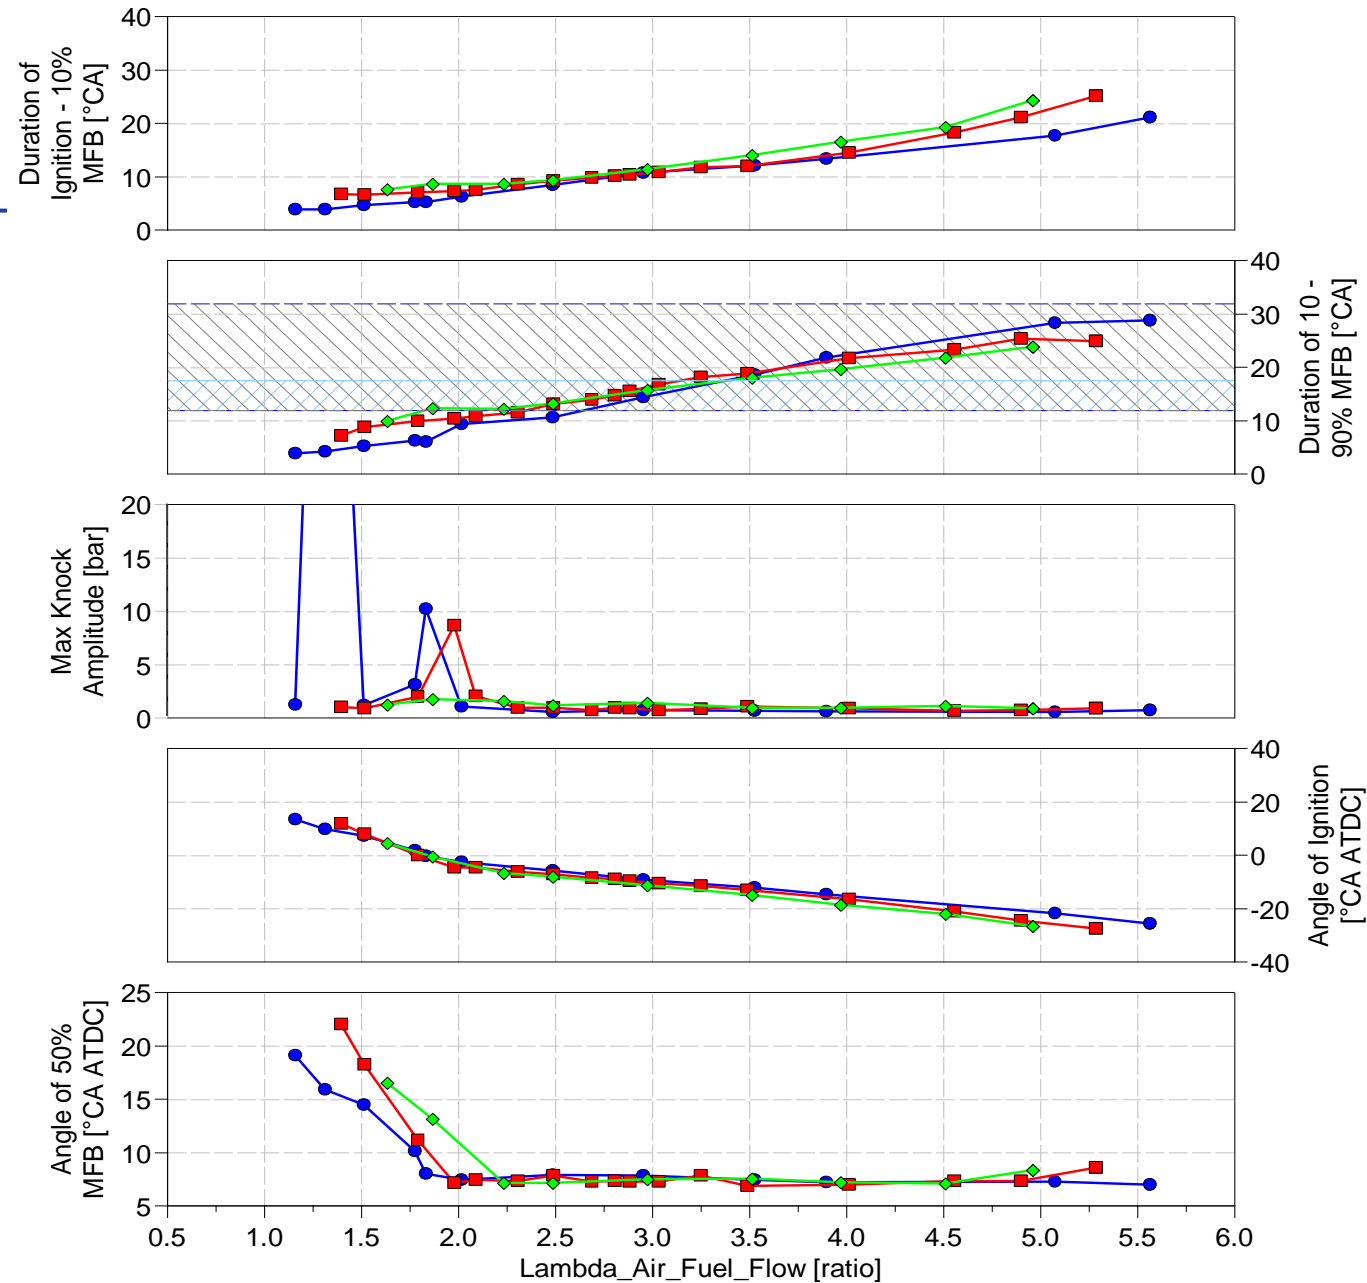 Duration of
Ignition - 10%
MFB [°CA]
40
30
20
10
0
40
30
20
10
0
Duration of 10 -
90% MFB [°CA]
Max Knock
Amplitude [bar]
20
15
10
5
0
40
20
0
-20
-40
Angle of Ignition
[°CA ATDC]
Angle of 50%
MFB [°CA ATDC]
25
20
15
10
5
0.5 1.0 1.5 2.0 2.5 3.0 3.5 4.0 4.5 5.0 5.5 6.0
Lambda_Air_Fuel_Flow [ratio]